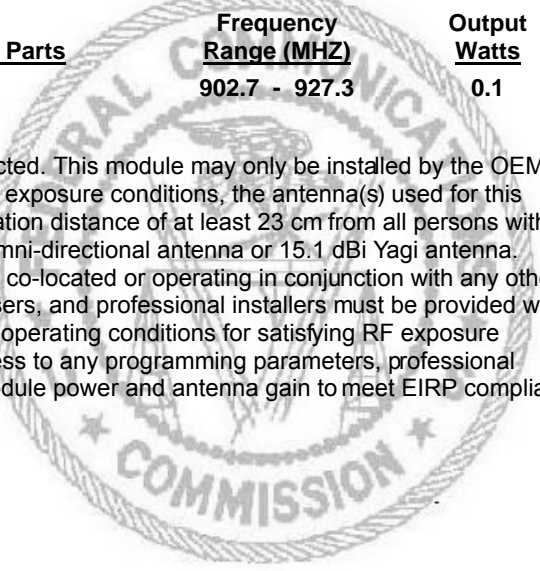 Frequency Output
Parts Range (MHZ) Watts
902.7 - 927.3 0.1
cted. This module may only be installed by the OEM
exposure conditions, the antenna(s) used for this
ation distance of at least 23 cm from all persons with
mni-directional antenna or 15.1 dBi Yagi antenna.
co-located or operating in conjunction with any othe
sers, and professional installers must be provided w
operating conditions for satisfying RF exposure
ess to any programming parameters, professional
dule power and antenna gain to meet EIRP complia
COMMUNICATIONS
COMMISSION